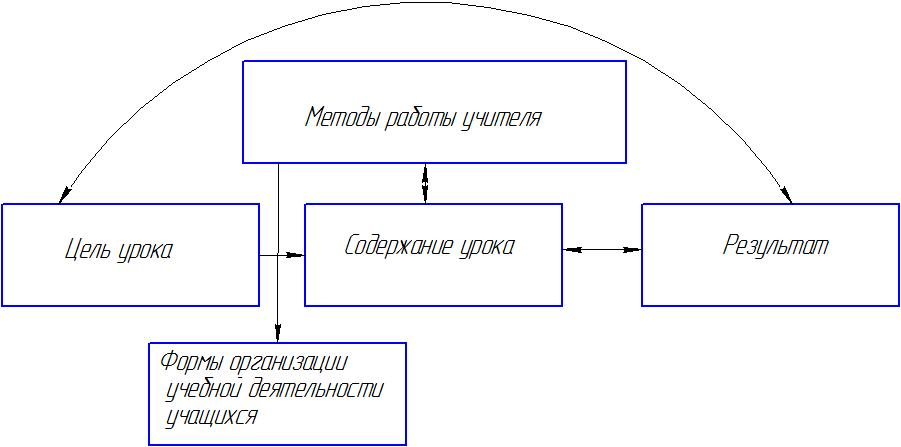 Методы работы учителя
Цель урока
Содержание урока
Результат
Формы организации
учебной деятельности
учащихся